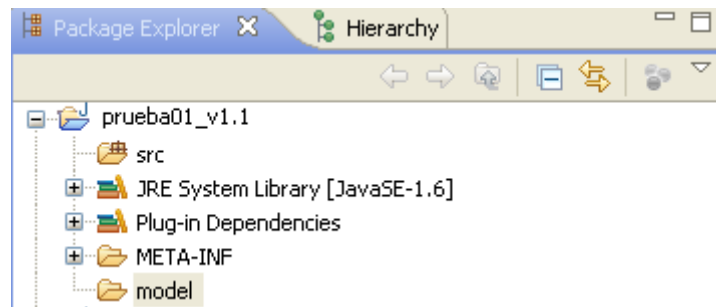 Package Explorer Hierarchy
prueba01_v1.1
src
JRE System Library [JavaSE-1.6]
Plug-in Dependencies
META-INF
model